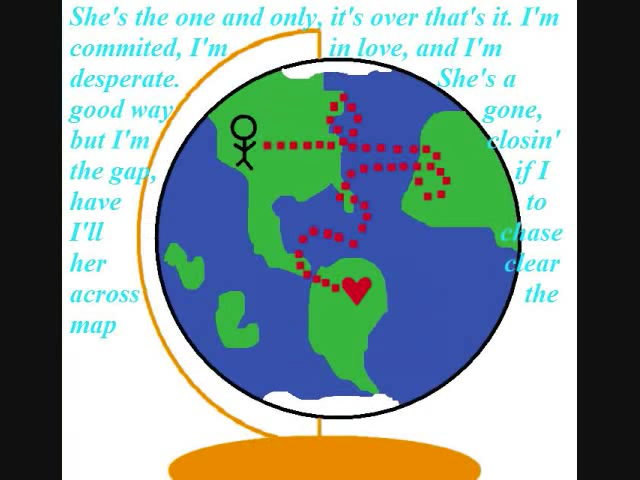 She's the one and only, it's over that's it. I'm
commited, I'm in love, and I'm
desperate. She's a
good way gone,
but I'm closin'
the gap, if I
have to
I'll chase
her clear
across the
map